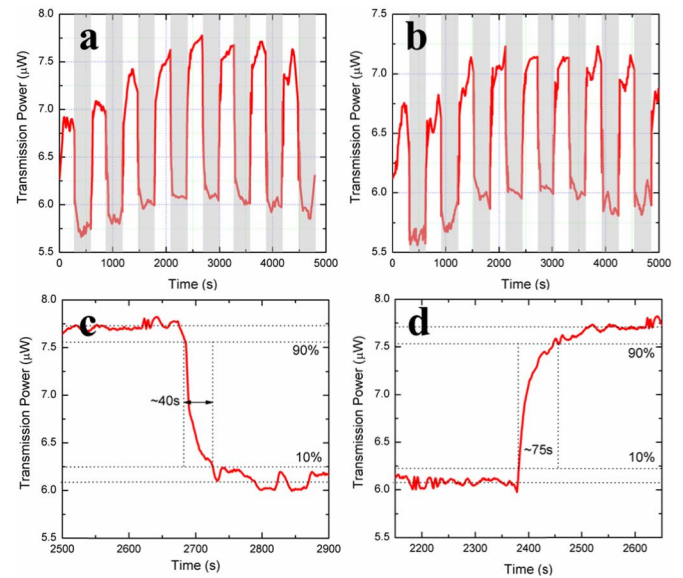 a
8.0
7.5
7.0
6.5
6.0
5.5
Transmission Power (μW)
0 1000 2000 3000 4000 5000
Time (s)
b
7.5
7.0
6.5
6.0
5.5
Transmission Power (μW)
0 1000 2000 3000 4000 5000
Time (s)
c
8.0
7.5
7.0
6.5
6.0
5.5
Transmission Power (μW)
90%
~40s
10%
2500 2600 2700 2800 2900
Time (s)
d
8.0
7.5
7.0
6.5
6.0
5.5
Transmission Power (μW)
90%
~75s
10%
2200 2300 2400 2500 2600
Time (s)